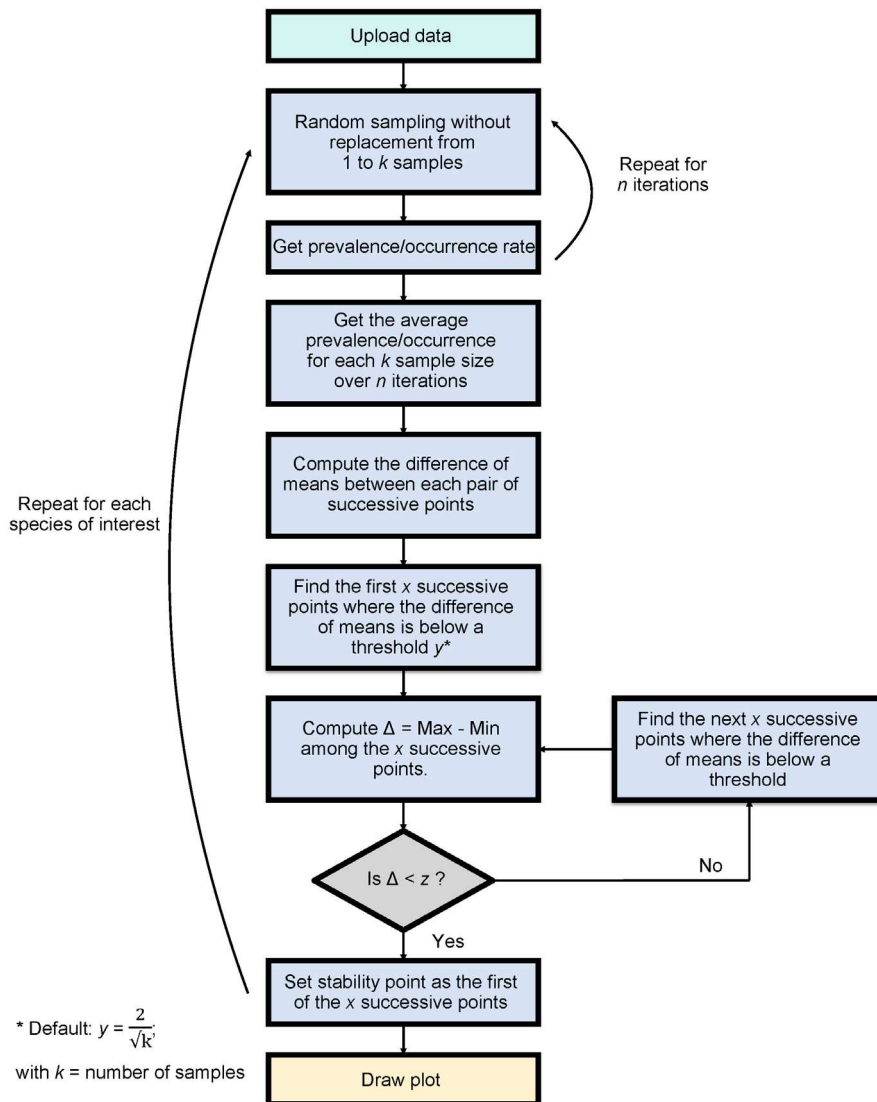 Upload data
Random sampling without
replacement from
1 to k samples
Repeat for
n iterations
Get prevalence/occurrence rate
Get the average
prevalence/occurrence
for each k sample size
over n iterations
Compute the difference of
means between each pair of
successive points
Repeat for each
species of interest
Find the first x successive
points where the difference
of means is below a
threshold y*
Compute Δ = Max - Min
among the x successive
points.
Find the next x successive
points where the difference
of means is below a
threshold
Is Δ < z ?
No
Yes
Set stability point as the first
of the x successive points
* Default: y = 2/√k;
with k = number of samples
Draw plot